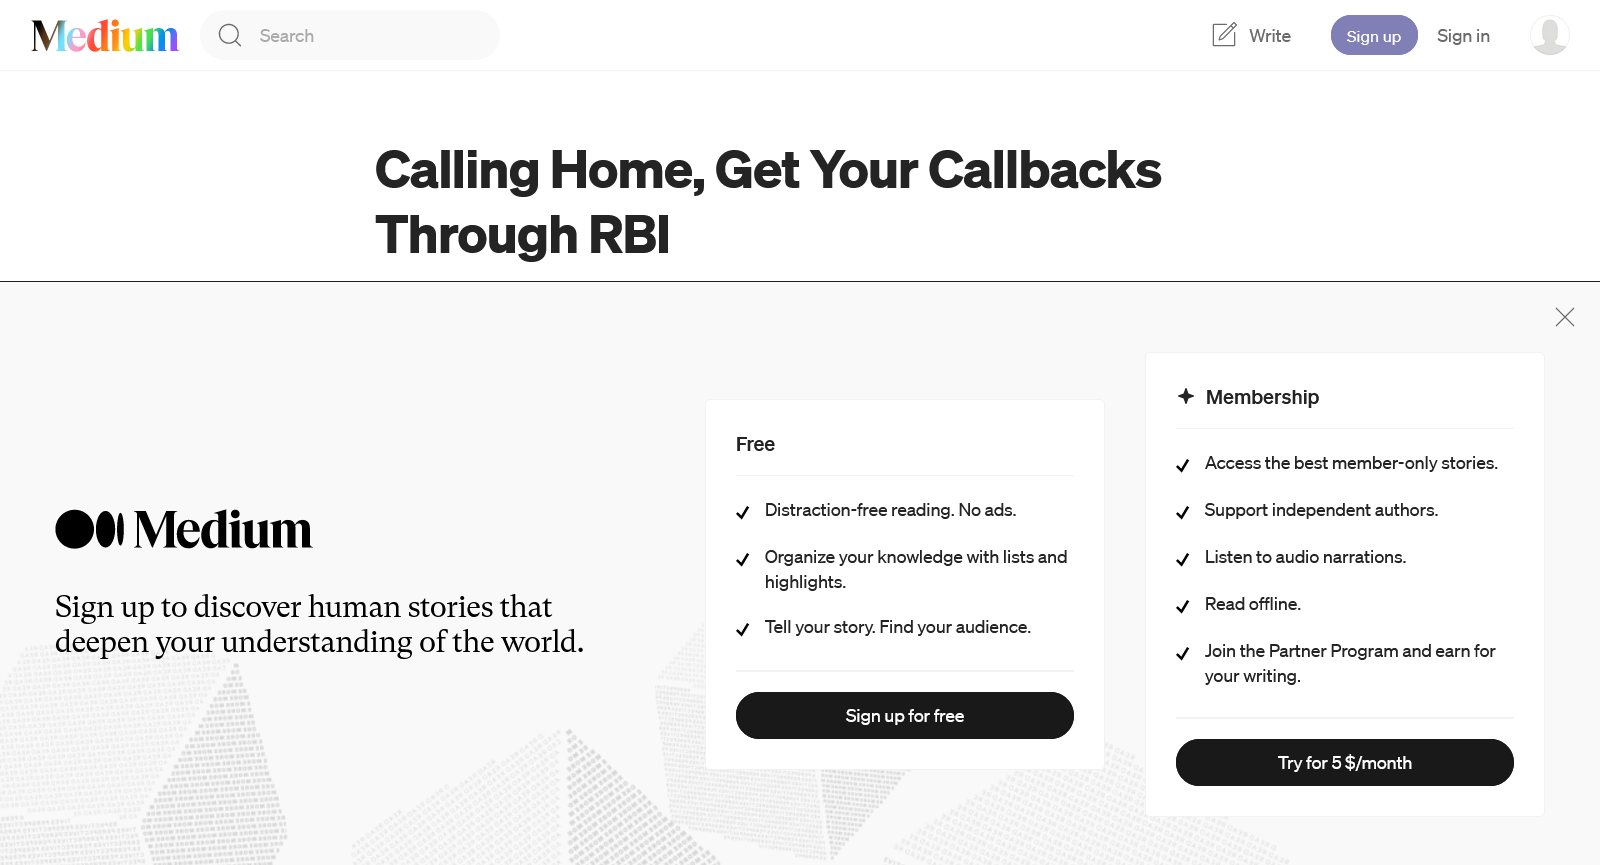 Medium
Search
Write
Sign up
Sign in
Calling Home, Get Your Callbacks
Through RBI
Medium
Sign up to discover human stories that
deepen your understanding of the world.
Free
Distraction-free reading. No ads.
Organize your knowledge with lists and
highlights.
Tell your story. Find your audience.
Sign up for free
Membership
Access the best member-only stories.
Support independent authors.
Listen to audio narrations.
Read offline.
Join the Partner Program and earn for
your writing.
Try for 5 $/month